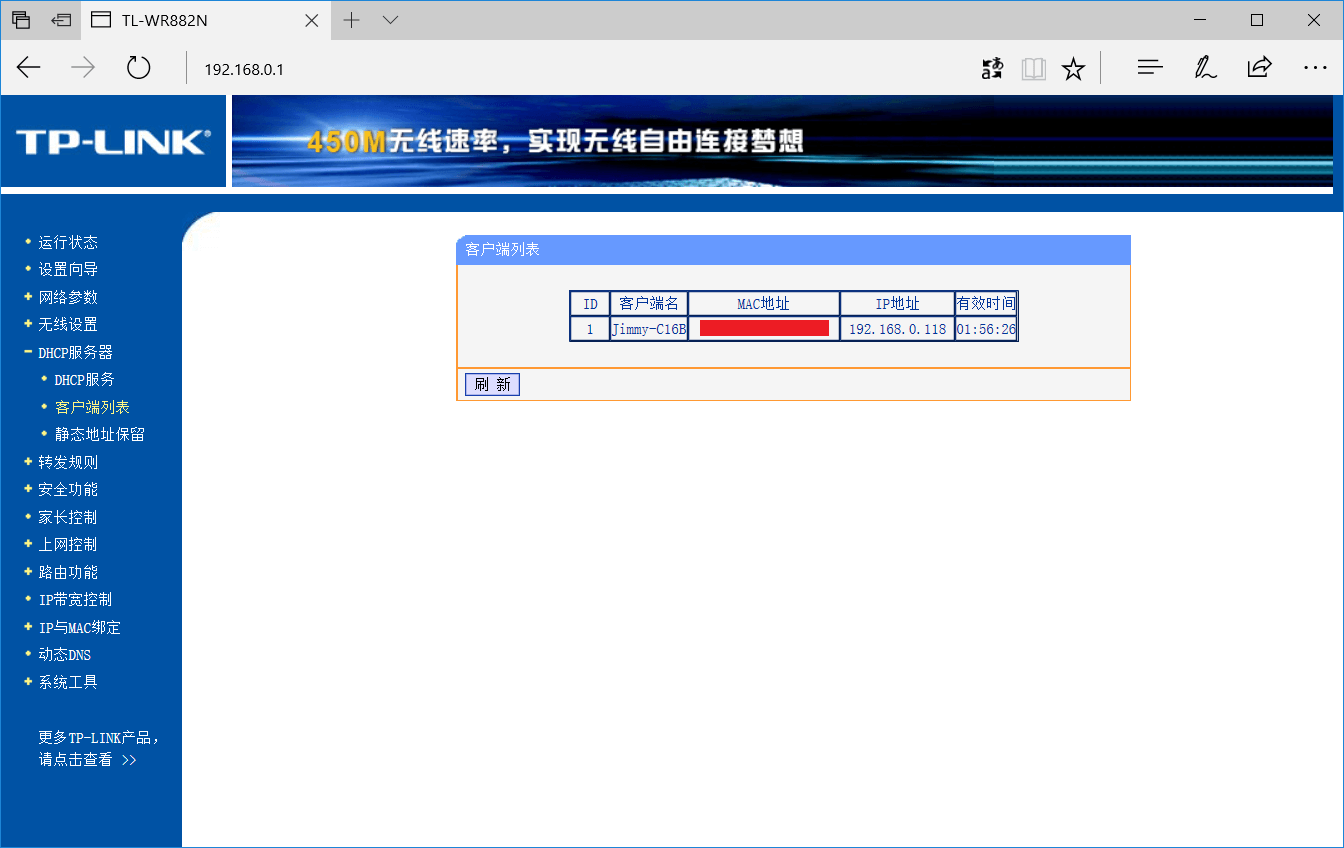 TL-WR882N
192.168.0.1
TP-LINK®
450M无线速率，实现无线自由连接梦想
运行状态
设置向导
网络参数
无线设置
DHCP服务器
DHCP服务
客户端列表
静态地址保留
转发规则
安全功能
家长控制
上网控制
路由功能
IP带宽控制
IP与MAC绑定
动态DNS
系统工具
更多TP-LINK产品，
请点击查看 >>
客户端列表
ID 客户端名 MAC地址 IP地址 有效时间
1 Jimmy-C16B 192.168.0.118 01:56:26
刷 新